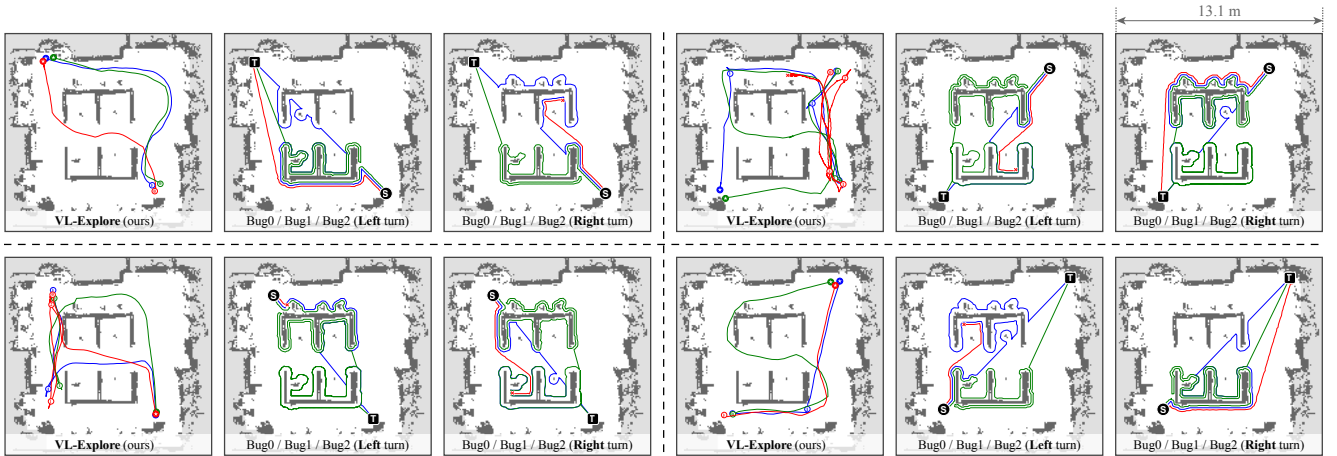 13.1 m
T
T
S
S
S
S
T
T
VL-Explore (ours)
Bug0 / Bug1 / Bug2 (Left turn)
Bug0 / Bug1 / Bug2 (Right turn)
VL-Explore (ours)
Bug0 / Bug1 / Bug2 (Left turn)
Bug0 / Bug1 / Bug2 (Right turn)
S
S
T
T
T
T
S
S
VL-Explore (ours)
Bug0 / Bug1 / Bug2 (Left turn)
Bug0 / Bug1 / Bug2 (Right turn)
VL-Explore (ours)
Bug0 / Bug1 / Bug2 (Left turn)
Bug0 / Bug1 / Bug2 (Right turn)